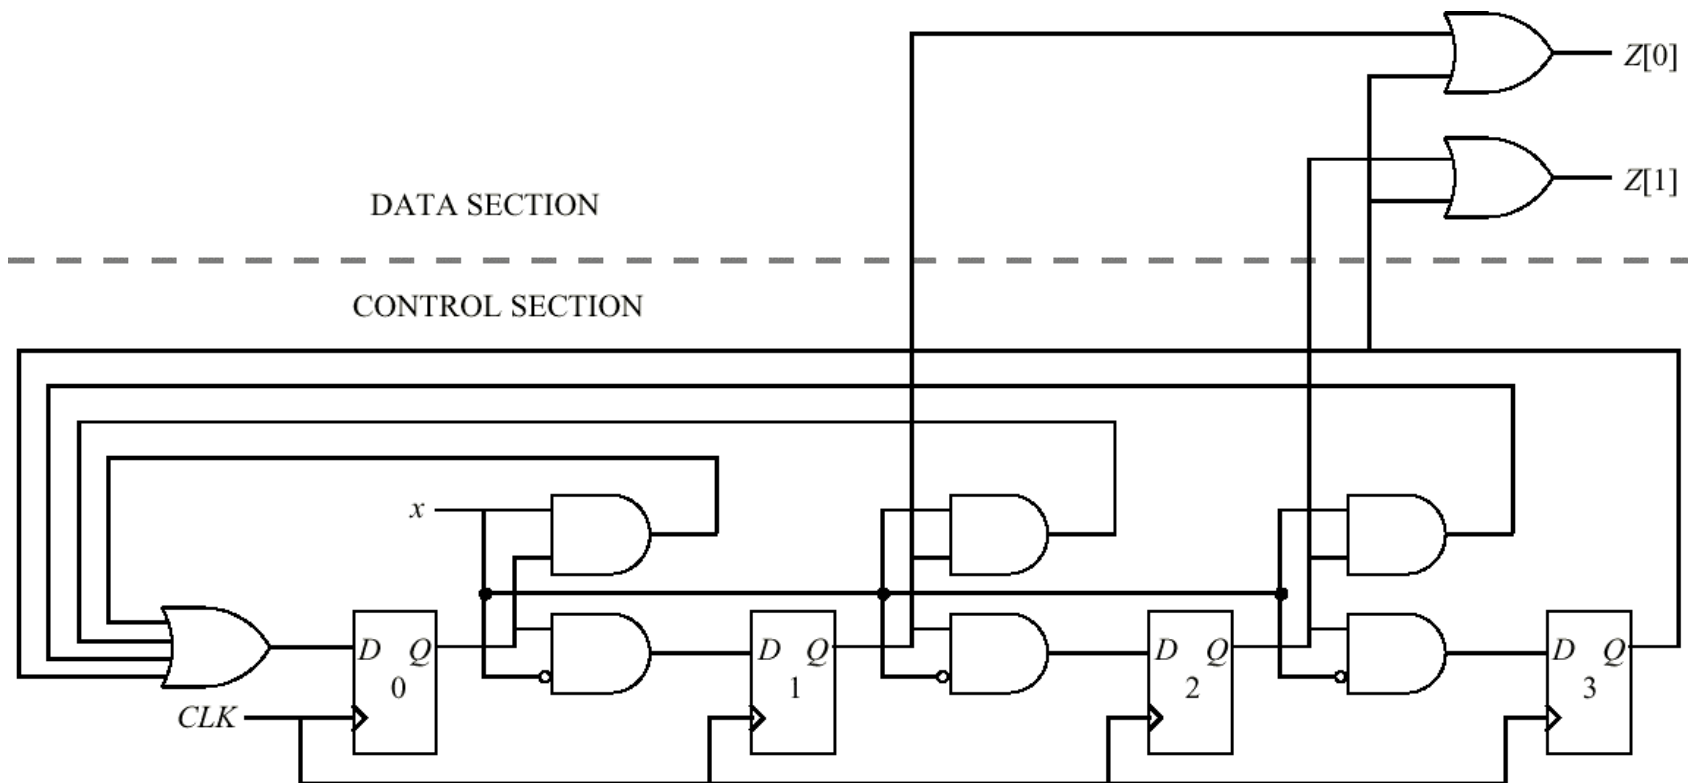 Z[0]
Z[1]
DATA SECTION
CONTROL SECTION
x
D Q
0
D Q
1
D Q
2
D Q
3
CLK